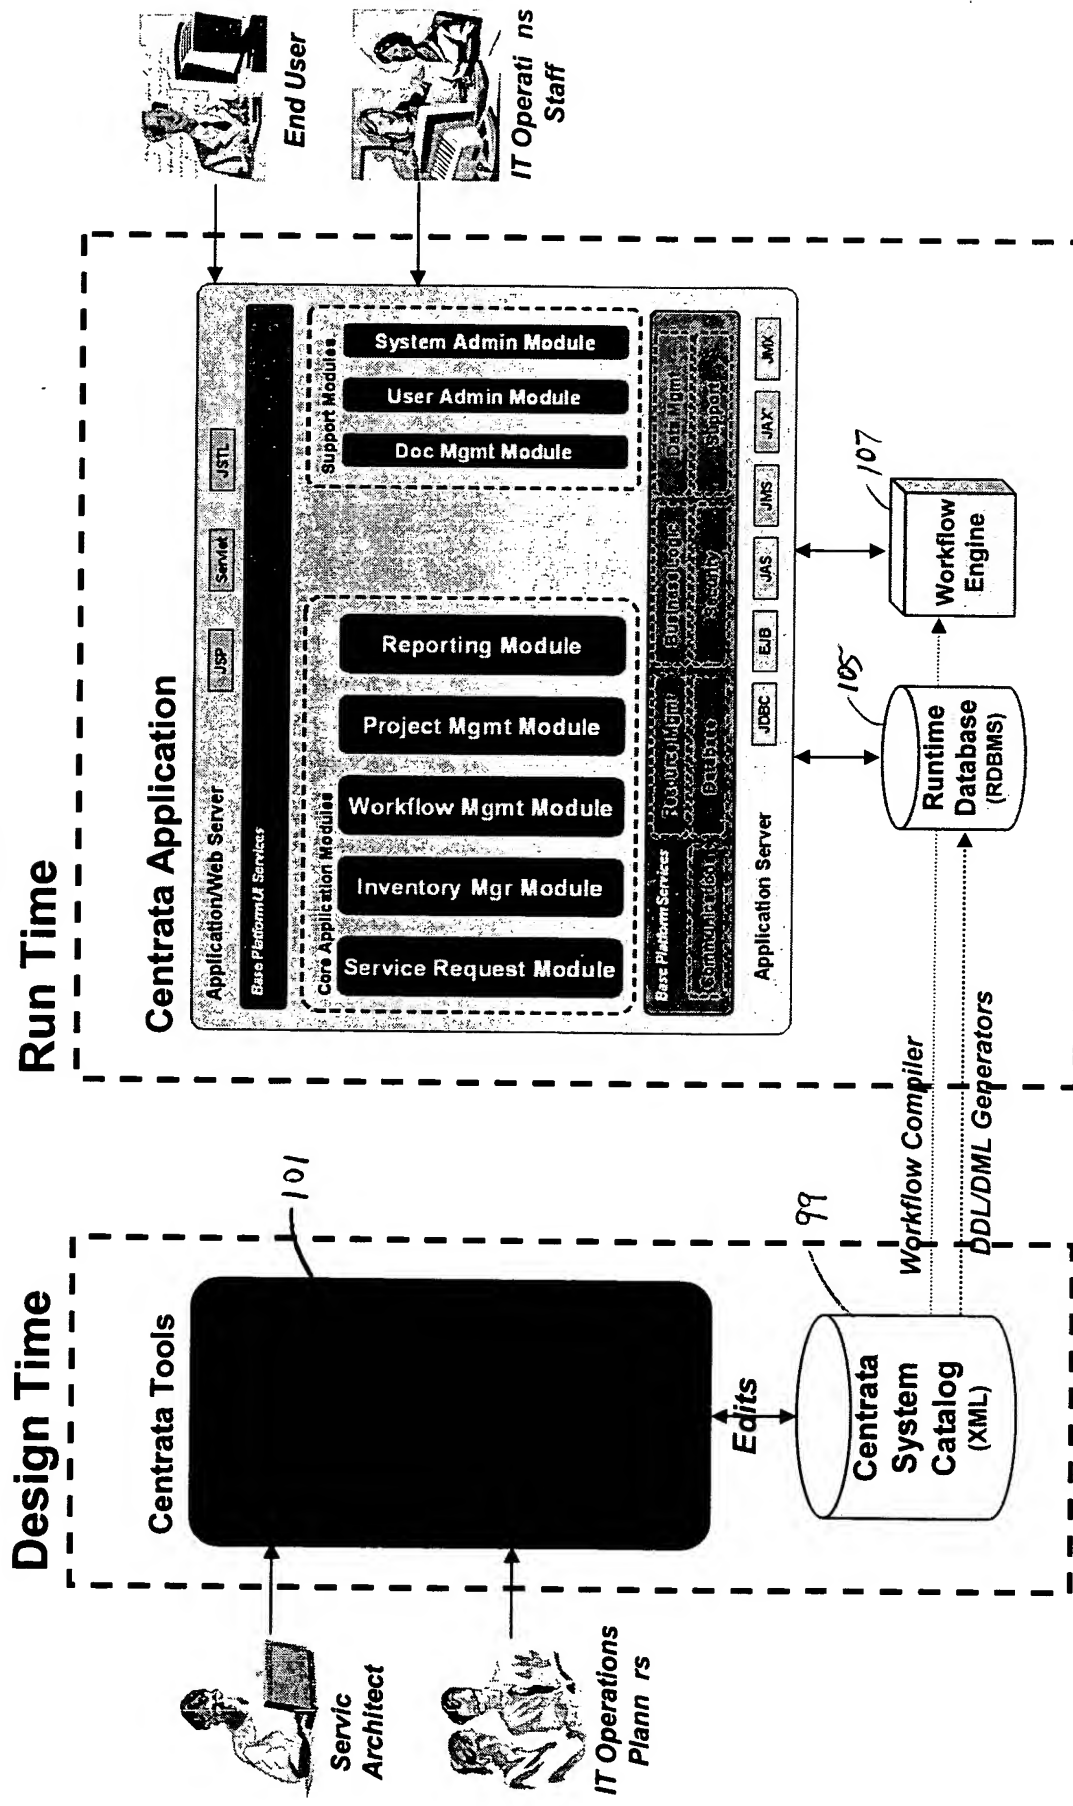 Design Time
Run Time
Centrata Tools
101
Servic
Architect
IT Operations
Plann rs
Edits
Centrata
System
Catalog
(XML)
99
Workflow Compiler
DDL/DML Generators
Centrata Application
Application/Web Server
JSP
Servlet
JSTL
Base Platform UI Services
Core Application Modules
Service Request Module
Inventory Mgr Module
Workflow Mgmt Module
Project Mgmt Module
Reporting Module
Support Modules
Doc Mgmt Module
User Admin Module
System Admin Module
Base Platform Services
Communications
Database
Security
Support
Data Mgmt
Application Server
JDBC
EJB
JAS
JMS
JAX
JMX
Runtime
Database
(RDBMS)
105
Workflow
Engine
107
End User
IT Operati ns
Staff